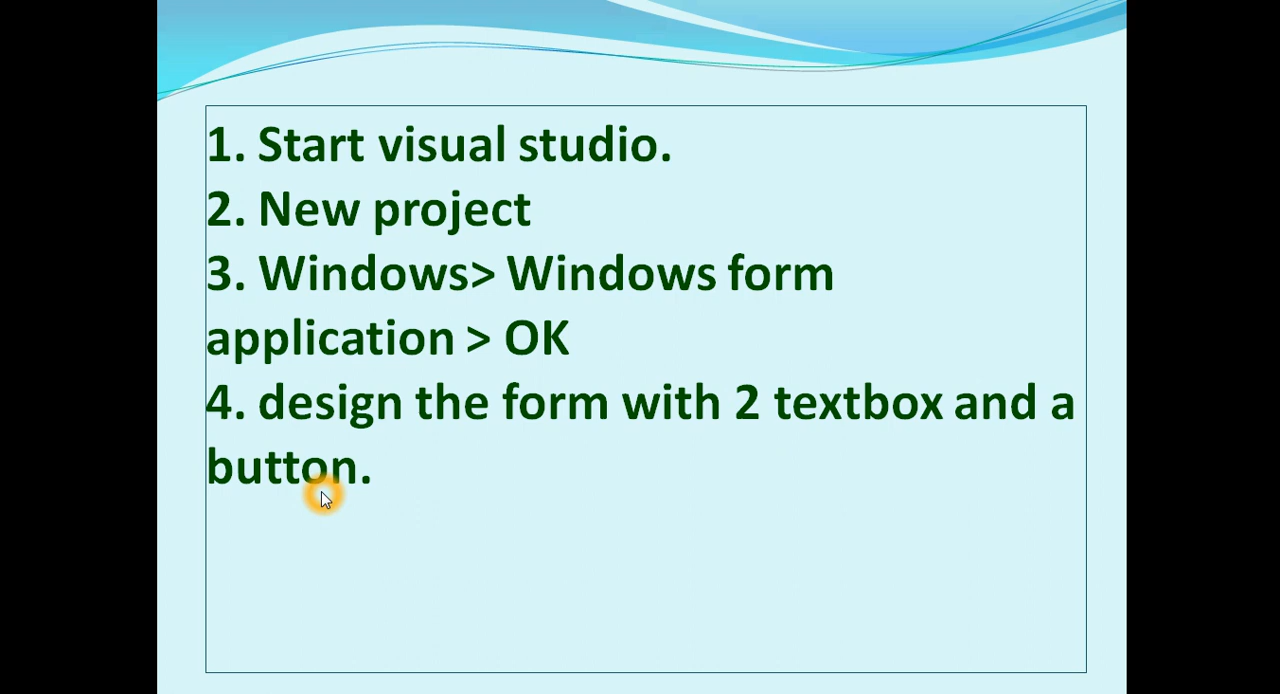 1. Start visual studio.
2. New project
3. Windows> Windows form
application > OK
4. design the form with 2 textbox and a
button.